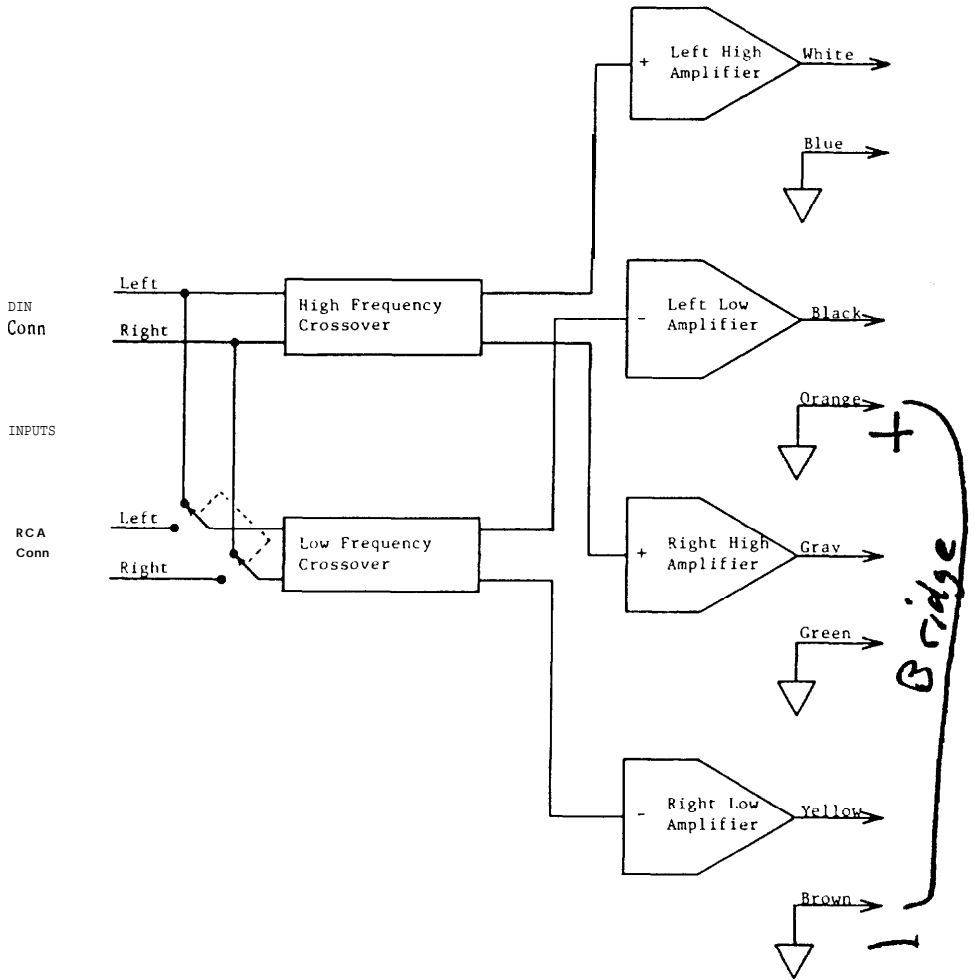 Left High
Amplifier
+
White
Blue
DIN
Conn
Left
Right
High Frequency
Crossover
Left Low
Amplifier
-
Black
Orange
+
INPUTS
RCA
Conn
Left
Right
Low Frequency
Crossover
Right High
Amplifier
+
Gray
Green
Bridge
Right Low
Amplifier
-
Yellow
Brown
-